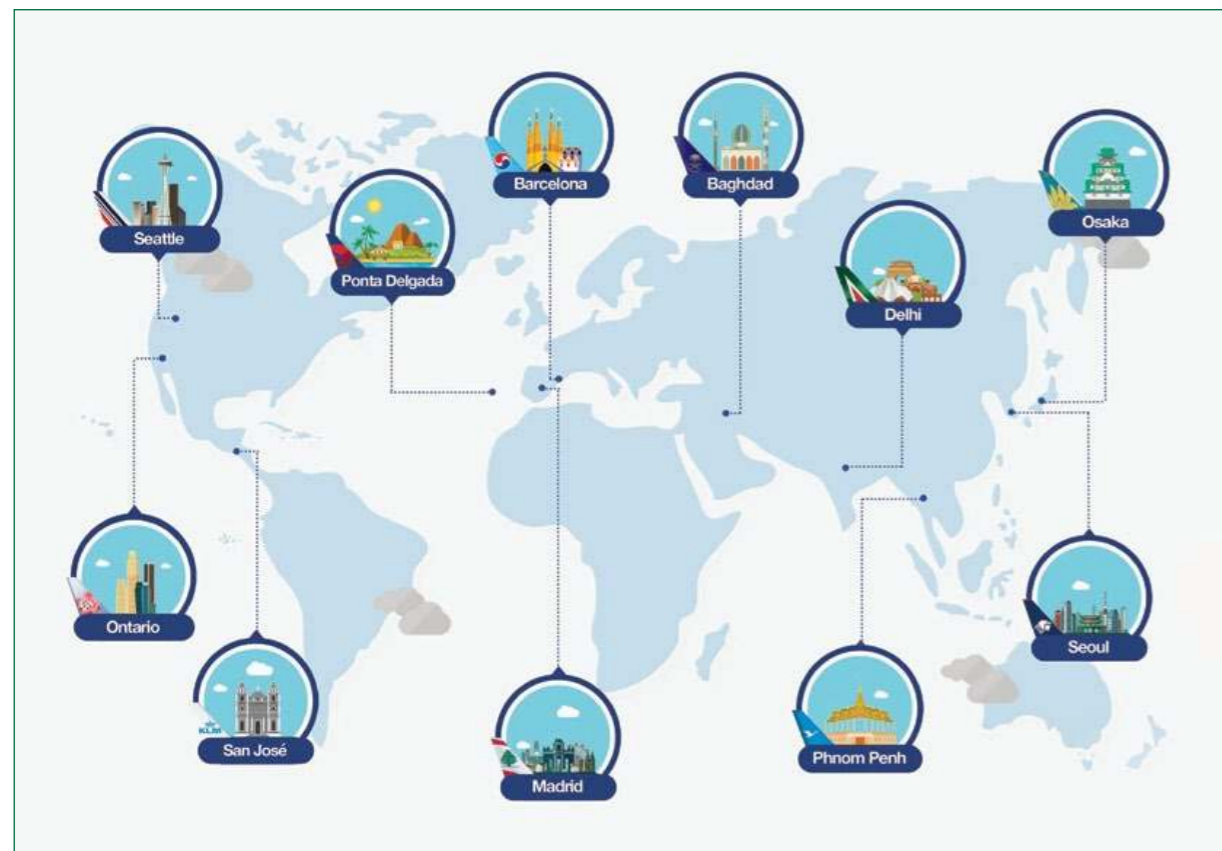 Barcelona
Baghdad
Osaka
Seattle
Ponta Delgada
Delhi
Ontario
Seoul
San José
KLM
Madrid
Phnom Penh